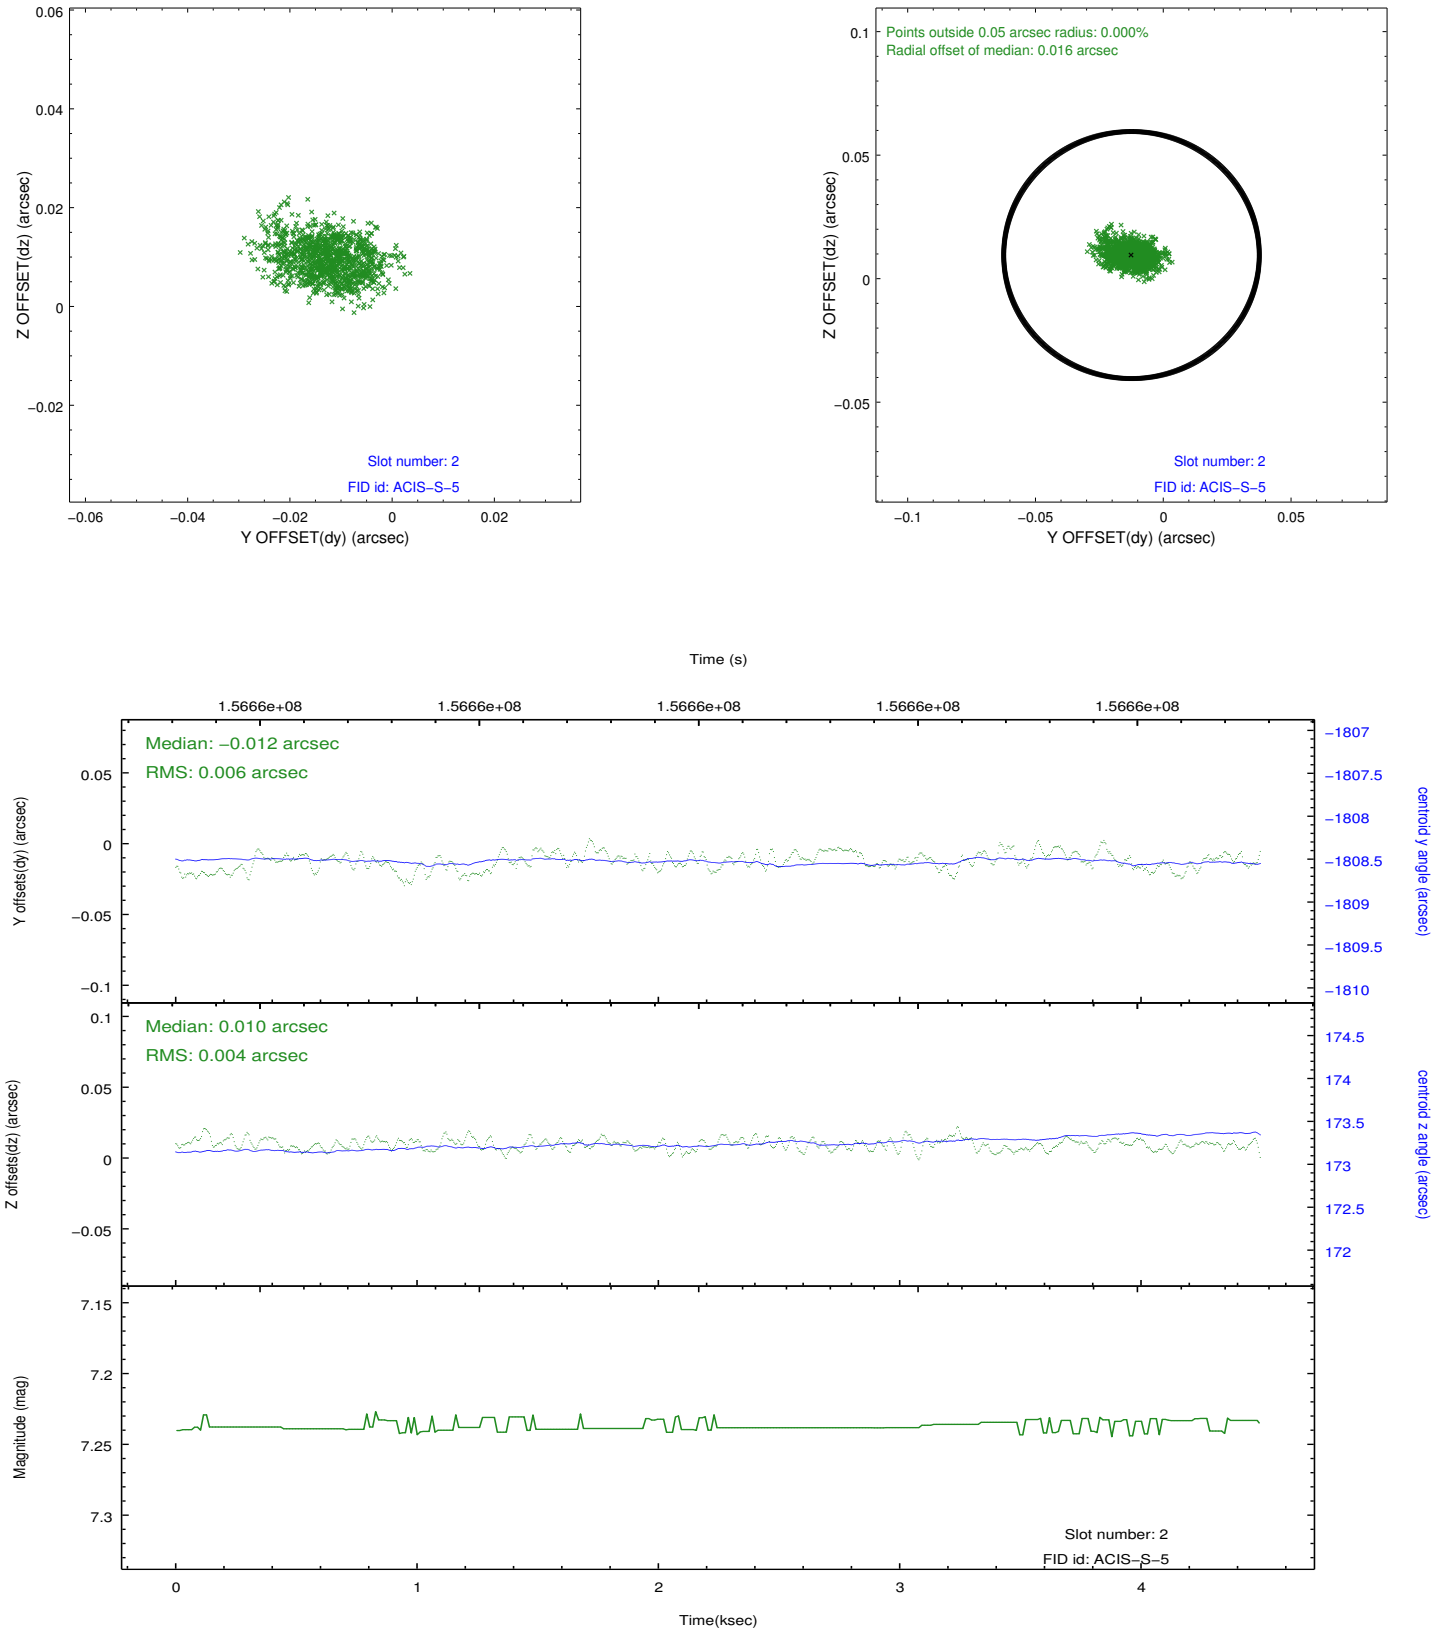 0.06
0.04
0.02
0
−0.02
Z OFFSET(dz) (arcsec)
Slot number: 2
FID id: ACIS−S−5
−0.06
−0.04
−0.02
0
0.02
Y OFFSET(dy) (arcsec)
Points outside 0.05 arcsec radius: 0.000%
Radial offset of median: 0.016 arcsec
0.1
0.05
0
−0.05
Z OFFSET(dz) (arcsec)
Slot number: 2
FID id: ACIS−S−5
−0.1
−0.05
0
0.05
Y OFFSET(dy) (arcsec)
Time (s)
1.5666e+08
1.5666e+08
1.5666e+08
1.5666e+08
1.5666e+08
Median: −0.012 arcsec
RMS: 0.006 arcsec
0.05
0
−0.05
−0.1
Y offsets(dy) (arcsec)
−1807
−1807.5
−1808
−1808.5
−1809
−1809.5
−1810
centroid y angle (arcsec)
Median: 0.010 arcsec
RMS: 0.004 arcsec
0.1
0.05
0
−0.05
Z offsets(dz) (arcsec)
174.5
174
173.5
173
172.5
172
centroid z angle (arcsec)
7.15
7.2
7.25
7.3
Magnitude (mag)
Slot number: 2
FID id: ACIS−S−5
0
1
2
3
4
Time(ksec)